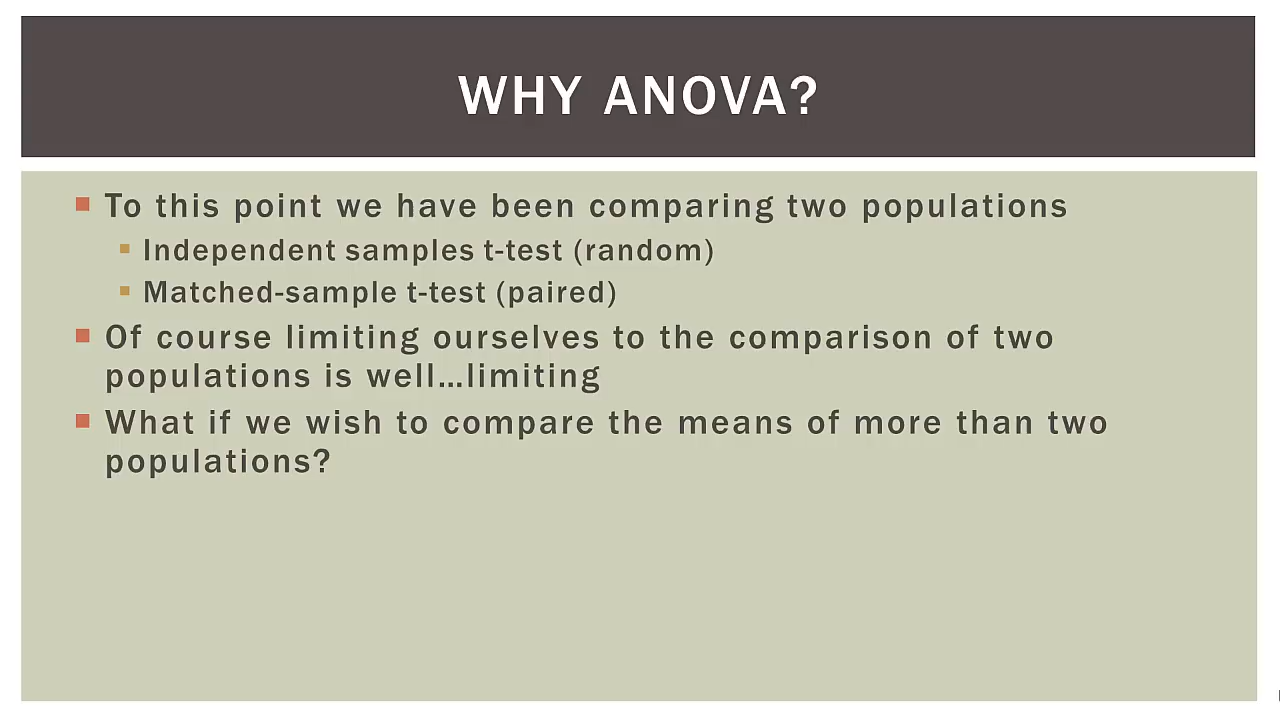 WHY ANOVA?
To this point we have been comparing two populations
Independent samples t-test (random)
Matched-sample t-test (paired)
Of course limiting ourselves to the comparison of two
populations is well…limiting
What if we wish to compare the means of more than two
populations?